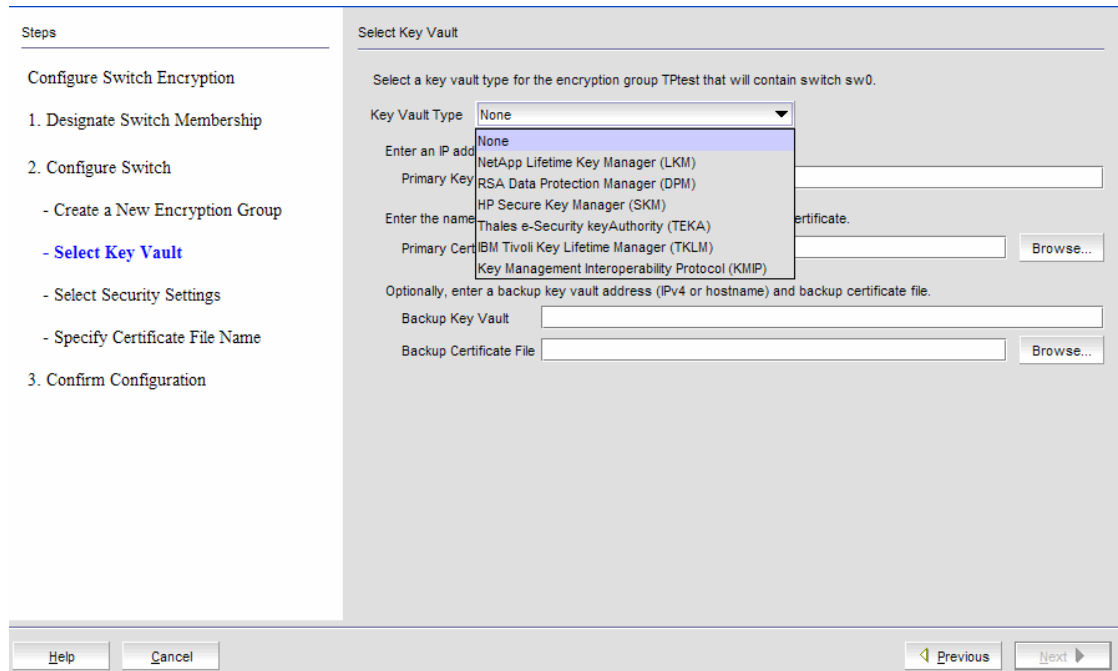 Steps
Configure Switch Encryption
1. Designate Switch Membership
2. Configure Switch
- Create a New Encryption Group
- Select Key Vault
- Select Security Settings
- Specify Certificate File Name
3. Confirm Configuration
Select Key Vault
Select a key vault type for the encryption group TPtest that will contain switch sw0.
Key Vault Type None
None
NetApp Lifetime Key Manager (LKM)
RSA Data Protection Manager (DPM)
HP Secure Key Manager (SKM)
Thales e-Security keyAuthority (TEKA)
IBM Tivoli Key Lifetime Manager (TKLM)
Key Management Interoperability Protocol (KMIP)
Enter an IP add
Primary Key
Enter the name ertificate.
Primary Cert Browse...
Optionally, enter a backup key vault address (IPv4 or hostname) and backup certificate file.
Backup Key Vault
Backup Certificate File Browse...
Help Cancel Previous Next